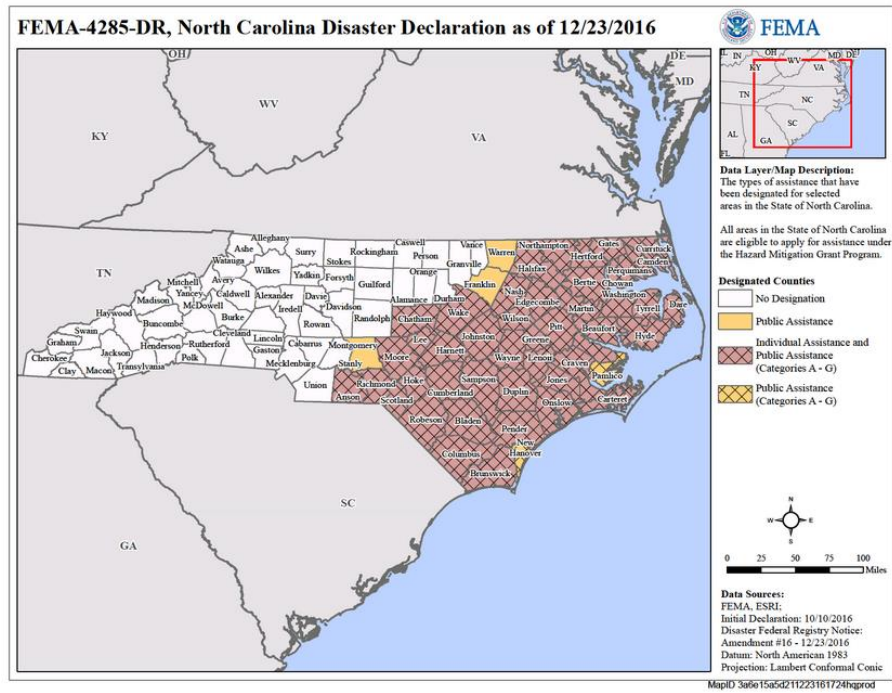 FEMA-4285-DR, North Carolina Disaster Declaration as of 12/23/2016
FEMA
OH
WV
KY
VA
DE
MD
TN
SC
GA
IN
OH
MD
DE
KY
WV
VA
TN
NC
SC
AL
GA
FL
Alleghany
Ashe
Surry
Stokes
Rockingham
Caswell
Person
Vance
Granville
Warren
Northampton
Gates
Hertford
Currituck
Camden
Perquimans
Watauga
Wilkes
Yadkin
Forsyth
Guilford
Orange
Franklin
Halifax
Bertie
Chowan
Washington
Mitchell
Avery
Yancey
Caldwell
Alexander
Davie
Davidson
Alamance
Durham
Nash
Edgecombe
Madison
McDowell
Burke
Iredell
Rowan
Randolph
Chatham
Wake
Wilson
Martin
Tyrrell
Dare
Haywood
Buncombe
Pitt
Beaufort
Hyde
Swain
Graham
Cleveland
Lincoln
Cabarrus
Montgomery
Lee
Johnston
Greene
Jackson
Henderson
Rutherford
Gaston
Stanly
Moore
Harnett
Wayne
Lenoir
Craven
Cherokee
Clay
Macon
Transylvania
Polk
Mecklenburg
Pamlico
Union
Anson
Richmond
Hoke
Cumberland
Sampson
Duplin
Jones
Carteret
Scotland
Onslow
Robeson
Bladen
Pender
New
Hanover
Columbus
Brunswick
Data Layer/Map Description:
The types of assistance that have
been designated for selected
areas in the State of North Carolina.
All areas in the State of North Carolina
are eligible to apply for assistance under
the Hazard Mitigation Grant Program.
Designated Counties
No Designation
Public Assistance
Individual Assistance and
Public Assistance
(Categories A - G)
Public Assistance
(Categories A - G)
N
W
E
S
0 25 50 75 100
Miles
Data Sources:
FEMA, ESRI;
Initial Declaration: 10/10/2016
Disaster Federal Registry Notice:
Amendment #16 - 12/23/2016
Datum: North American 1983
Projection: Lambert Conformal Conic
MapID 3a6e15a5d211223161724hqprod